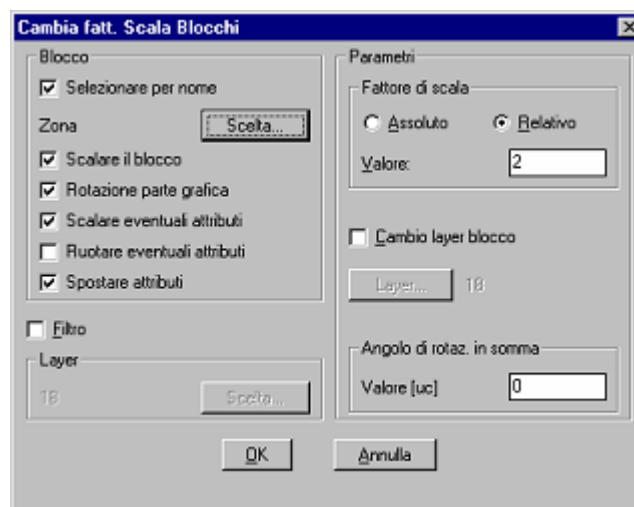 Cambia fatt. Scala Blocchi
Blocco
Selezionare per nome
Zona
Scelta...
Scalare il blocco
Rotazione parte grafica
Scalare eventuali attributi
Ruotare eventuali attributi
Spostare attributi
Filtro
Layer
18
Scelta...
Parametri
Fattore di scala
Assoluto
Relativo
Valore:
2
Cambio layer blocco
Layer...
18
Angolo di rotaz. in somma
Valore [uc]
0
OK
Annulla